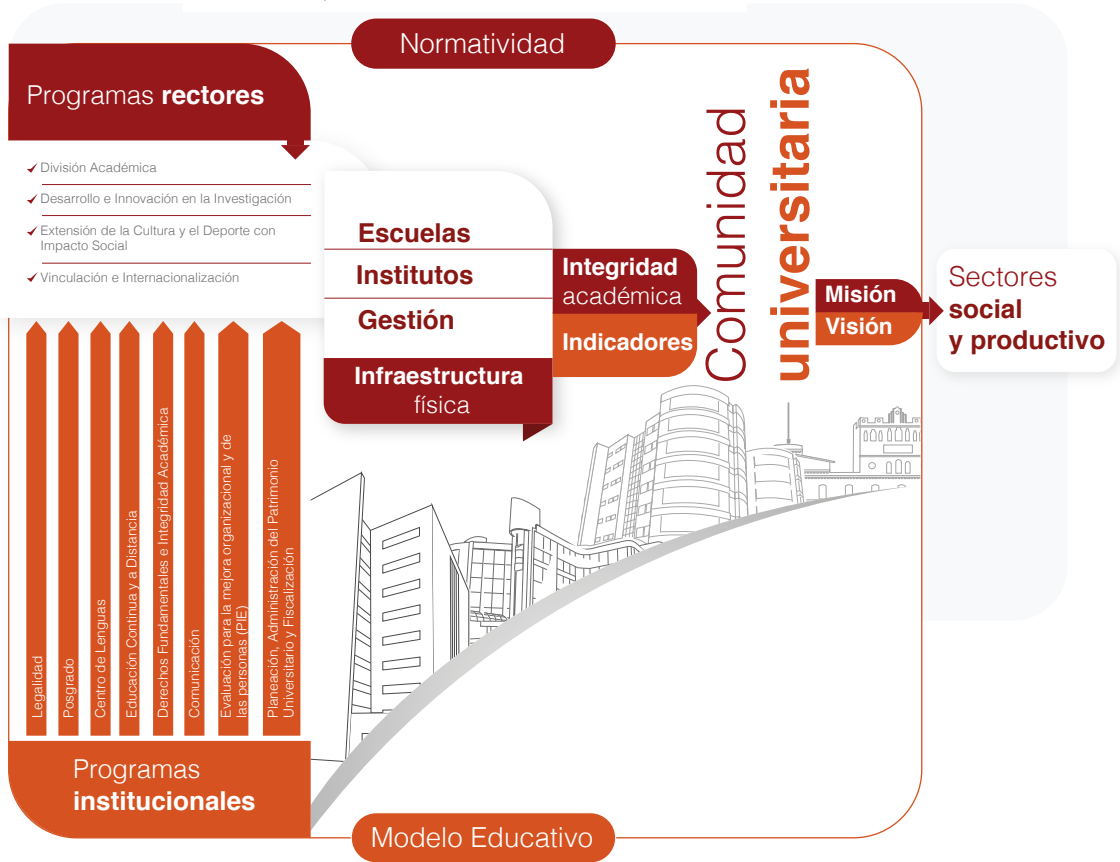 Normatividad
Programas rectores
División Académica
Desarrollo e Innovación en la Investigación
Extensión de la Cultura y el Deporte con
Impacto Social
Vinculación e Internacionalización
Escuelas
Institutos
Gestión
Infraestructura
física
Integridad
académica
Indicadores
Comunidad
universitaria
Misión
Visión
Sectores
social
y productivo
Legalidad
Posgrado
Centro de Lenguas
Educación Continua y a Distancia
Derechos Fundamentales e Integridad Académica
Comunicación
Evaluación para la mejora organizacional y de
las personas (PIE)
Planeación, Administración del Patrimonio
Universitario y Fiscalización
Programas
institucionales
Modelo Educativo